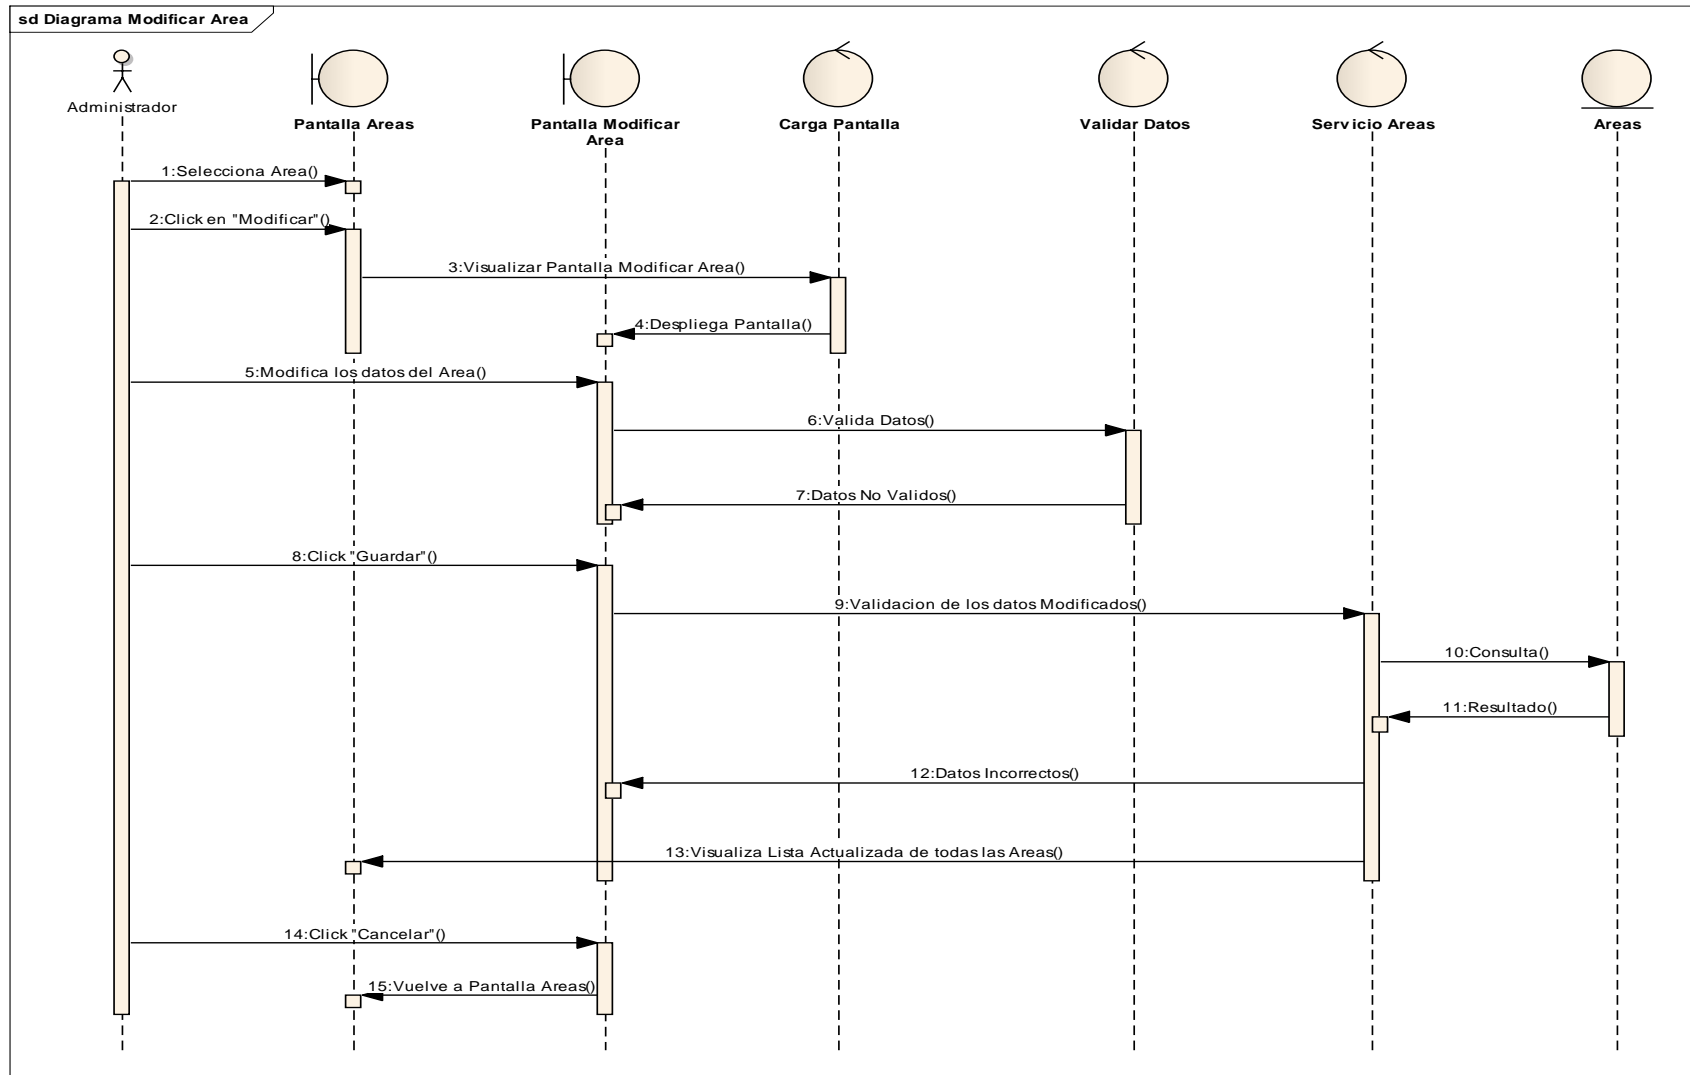 sd Diagrama Modificar Area
Administrador
Pantalla Areas
Pantalla Modificar
Area
Carga Pantalla
Validar Datos
Servicio Areas
Areas
1:Selecciona Area()
2:Click en "Modificar"()
3:Visualizar Pantalla Modificar Area()
4:Despliega Pantalla()
5:Modifica los datos del Area()
6:Valida Datos()
7:Datos No Validos()
8:Click "Guardar"()
9:Validacion de los datos Modificados()
10:Consulta()
11:Resultado()
12:Datos Incorrectos()
13:Visualiza Lista Actualizada de todas las Areas()
14:Click "Cancelar"()
15:Vuelve a Pantalla Areas()